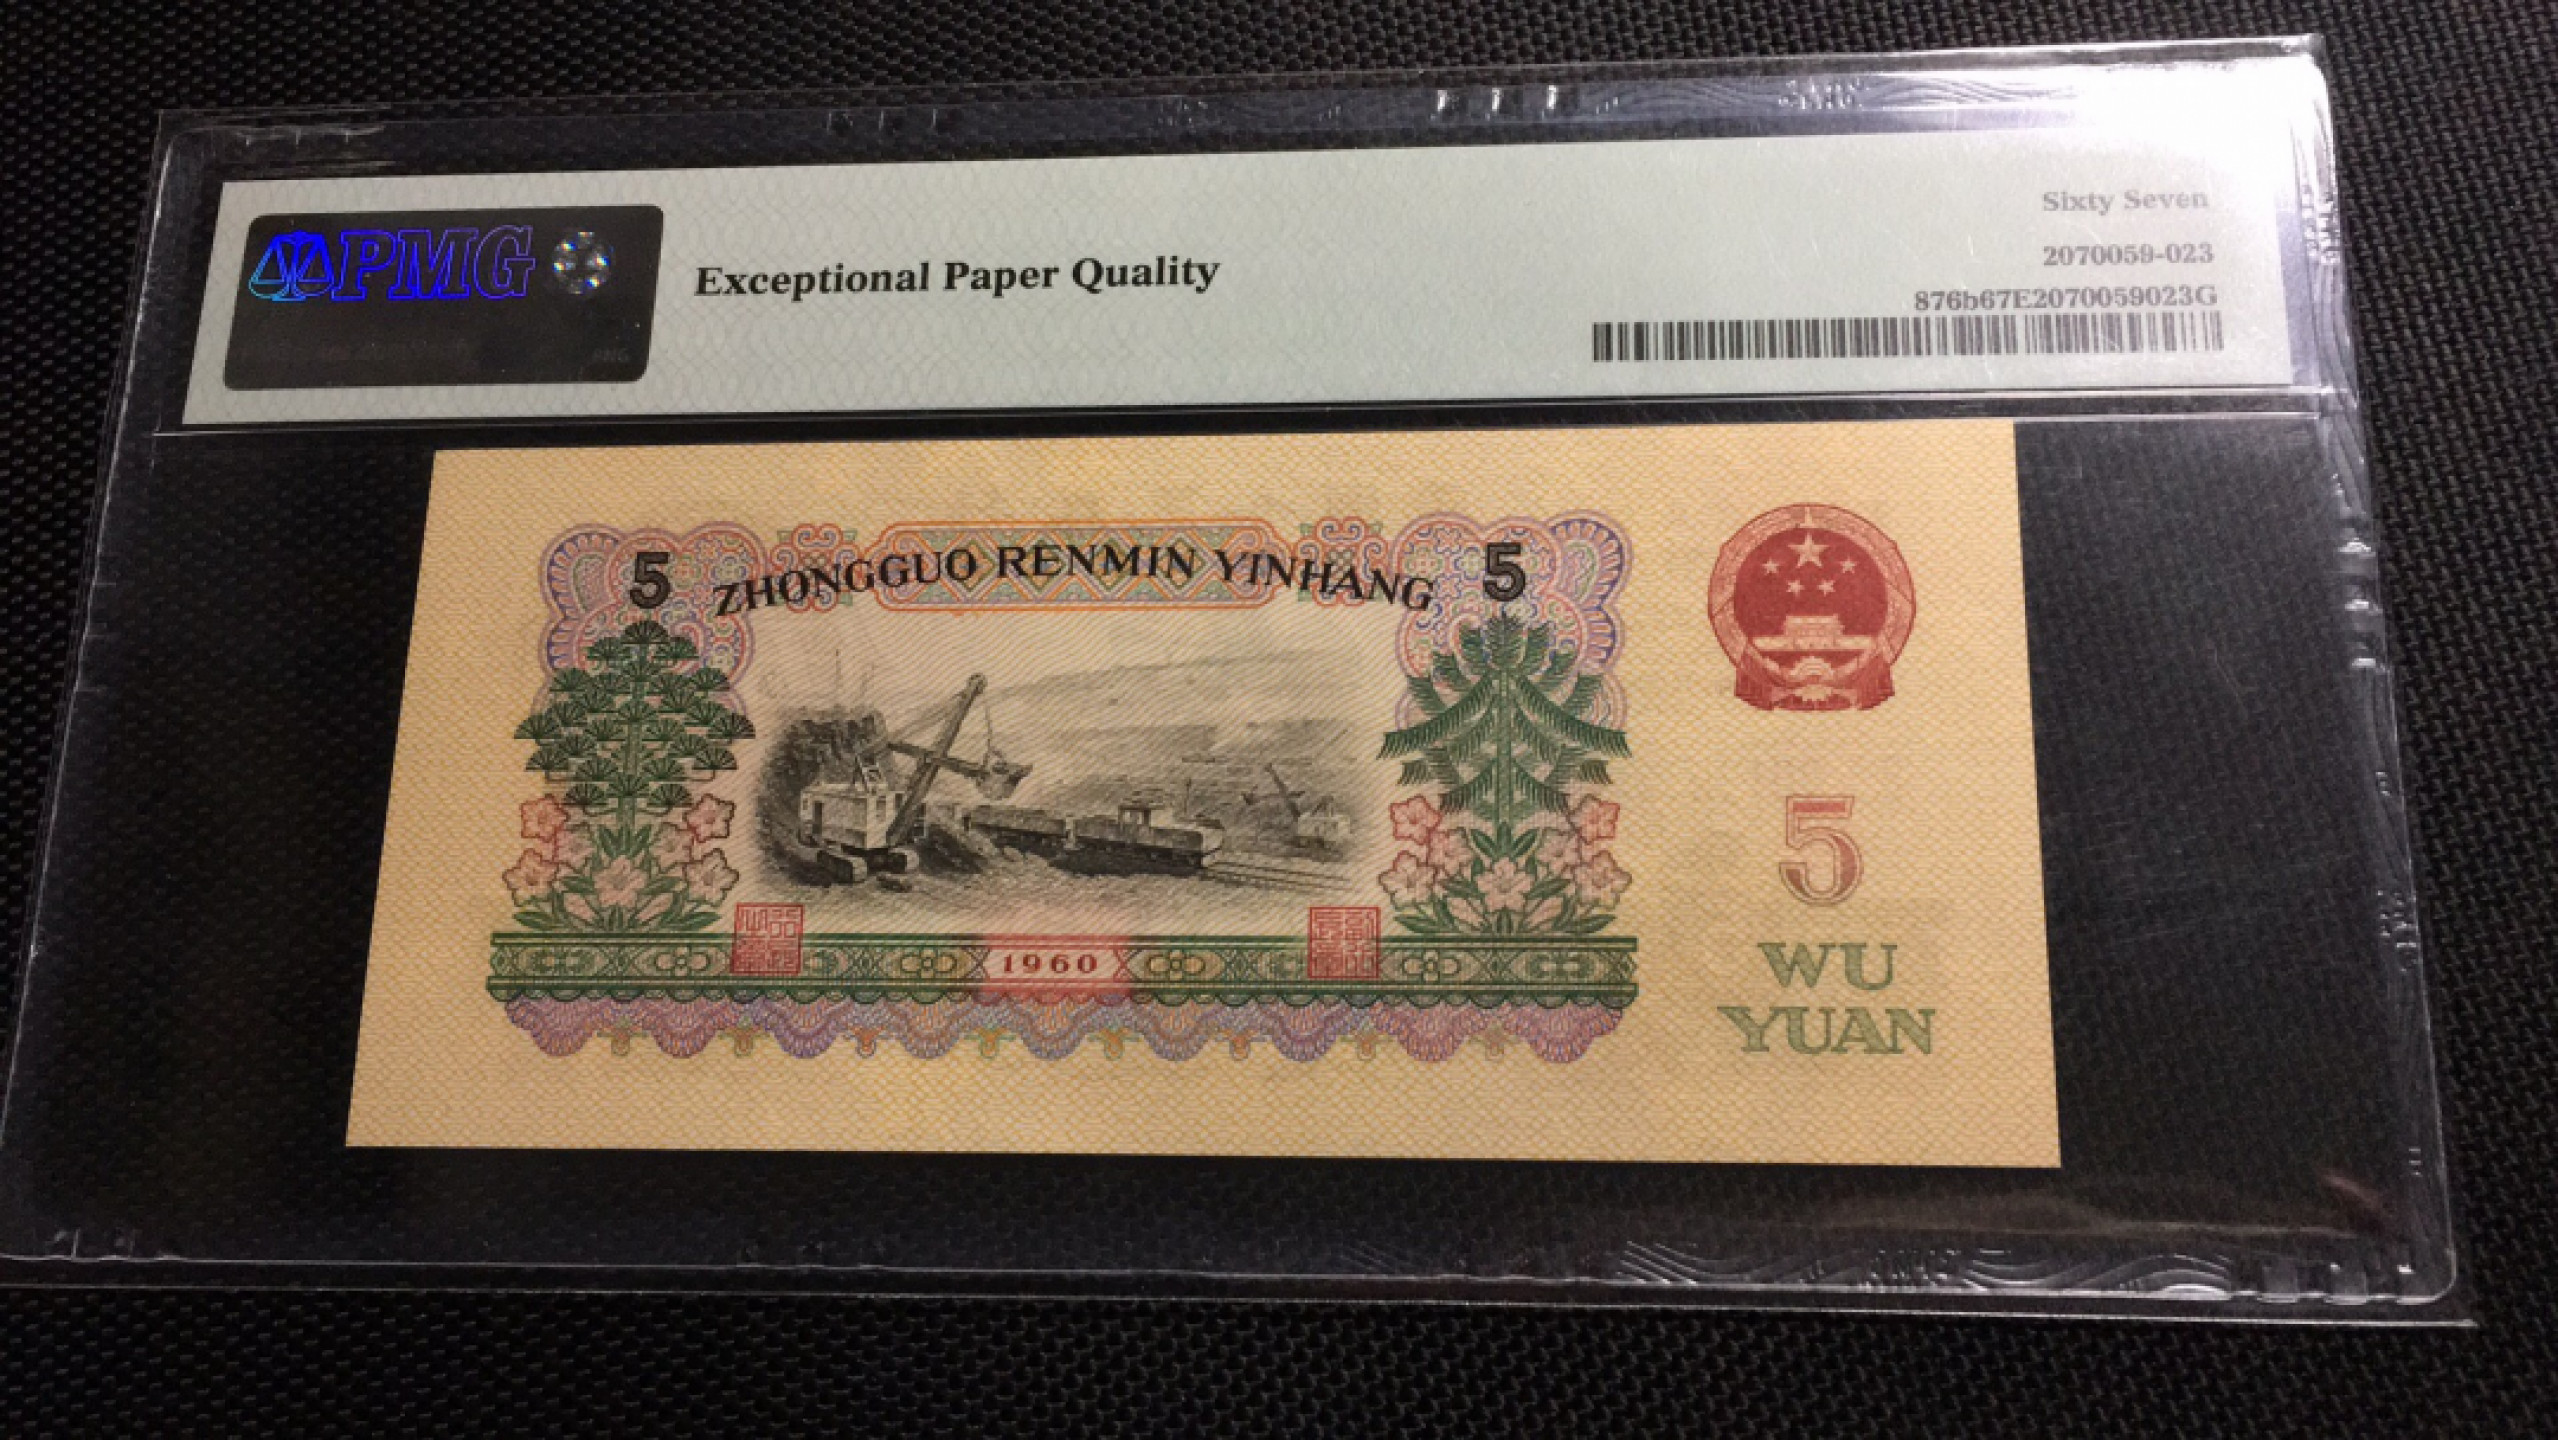 PMG
Exceptional Paper Quality
Sixty Seven
2070059-023
876b67E2070059023G
5 ZHONGGUO RENMIN YINHANG 5
1960
5
WU
YUAN